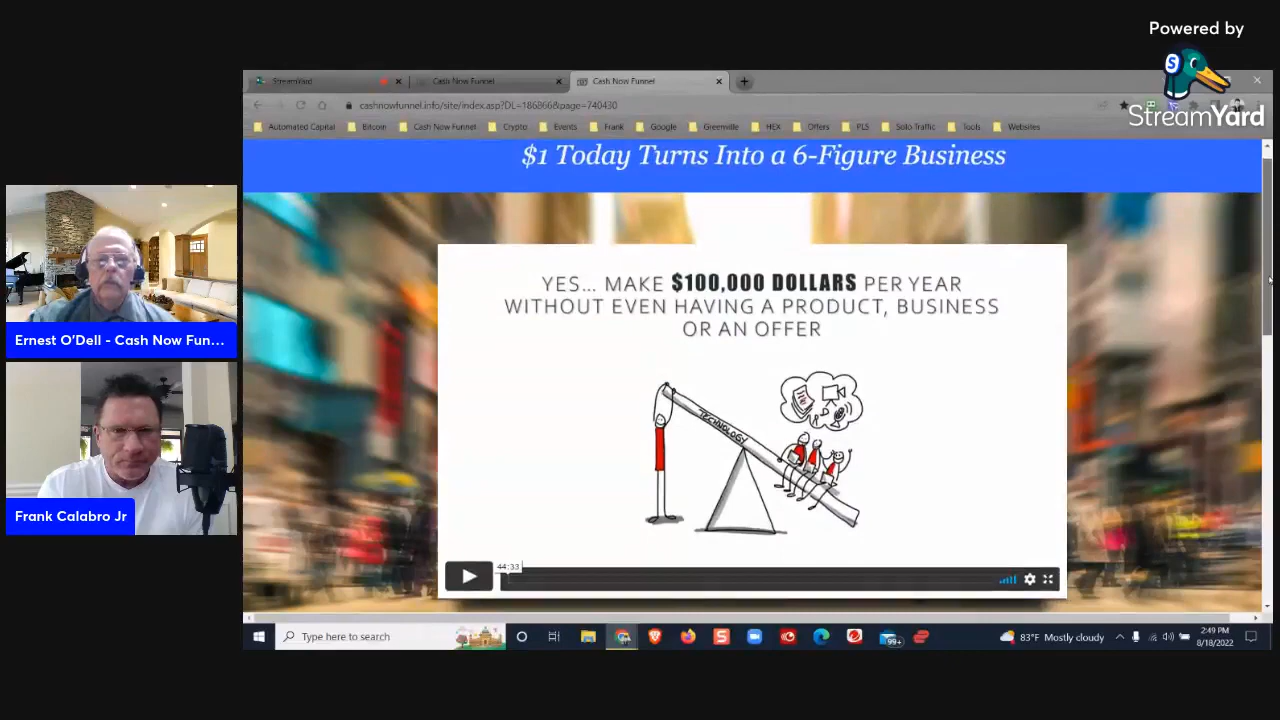 Powered by
S
StreamYard
StreamYard
Cash Now Funnel
Cash Now Funnel
cashnowfunnel.info/site/index.asp?DL=186866&page=740430
Automated Capital
Bitcoin
Cash Now Funnel
Crypto
Events
Frank
Google
Greenville
HEX
Offers
PLS
Solo Traffic
Tools
Websites
$1 Today Turns Into a 6-Figure Business
YES... MAKE $100,000 DOLLARS PER YEAR
WITHOUT EVEN HAVING A PRODUCT, BUSINESS
OR AN OFFER
TECHNOLOGY
44:33
Ernest O'Dell - Cash Now Fun...
Frank Calabro Jr
Type here to search
99+
83°F Mostly cloudy
2:49 PM
8/18/2022